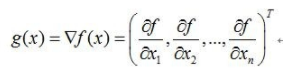 g(x) = ∇f(x) = (∂f/∂x₁, ∂f/∂x₂, ..., ∂f/∂xₙ)ᵀ ↵